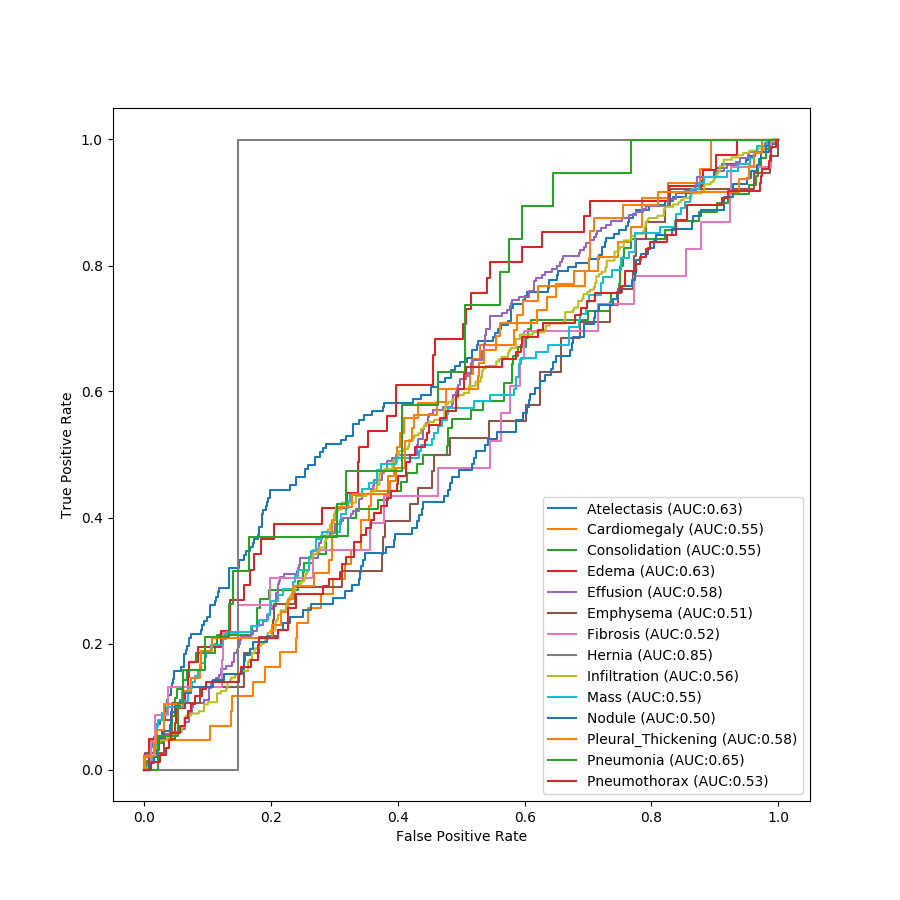 1.0
0.8
0.6
0.4
0.2
0.0
True Positive Rate
Atelectasis (AUC:0.63)
Cardiomegaly (AUC:0.55)
Consolidation (AUC:0.55)
Edema (AUC:0.63)
Effusion (AUC:0.58)
Emphysema (AUC:0.51)
Fibrosis (AUC:0.52)
Hernia (AUC:0.85)
Infiltration (AUC:0.56)
Mass (AUC:0.55)
Nodule (AUC:0.50)
Pleural_Thickening (AUC:0.58)
Pneumonia (AUC:0.65)
Pneumothorax (AUC:0.53)
0.0 0.2 0.4 0.6 0.8 1.0
False Positive Rate